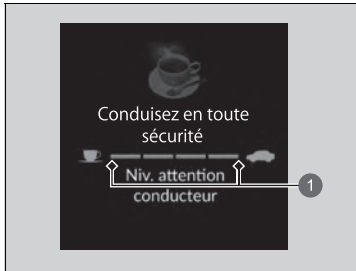 Conduisez en toute
sécurité
Niv. attention
conducteur
1